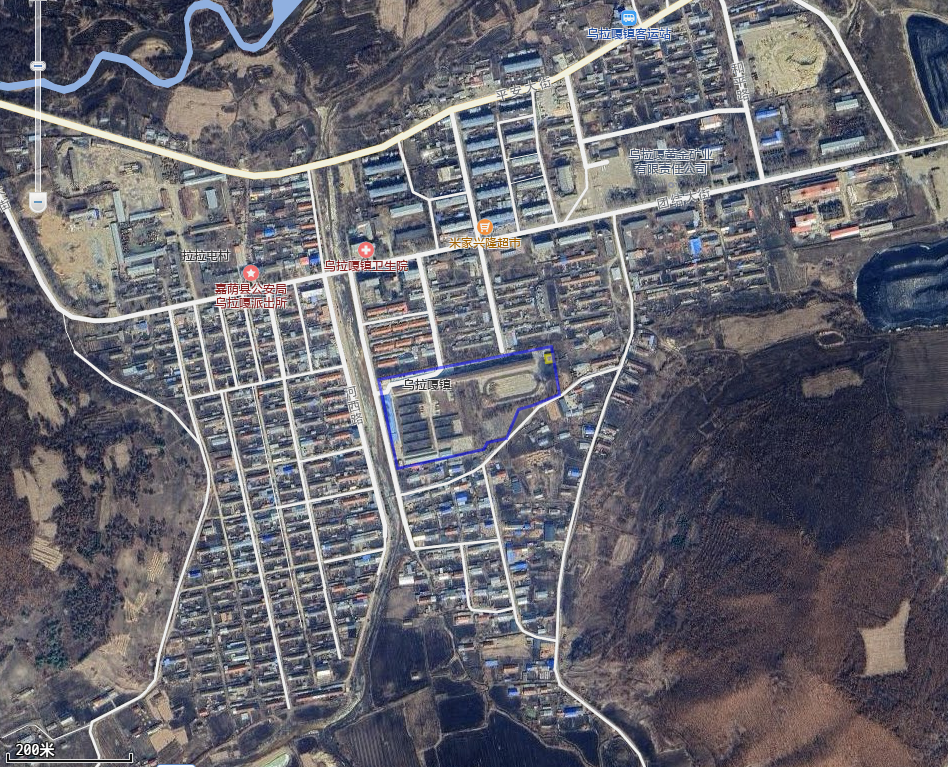 乌拉嘎镇客运站
平安大街
乌拉嘎黄金矿业
有限责任公司
团结大街
米家兴隆超市
拉拉屯村
乌拉嘎镇卫生院
嘉荫县公安局
乌拉嘎派出所
乌拉嘎镇
河西路
200米